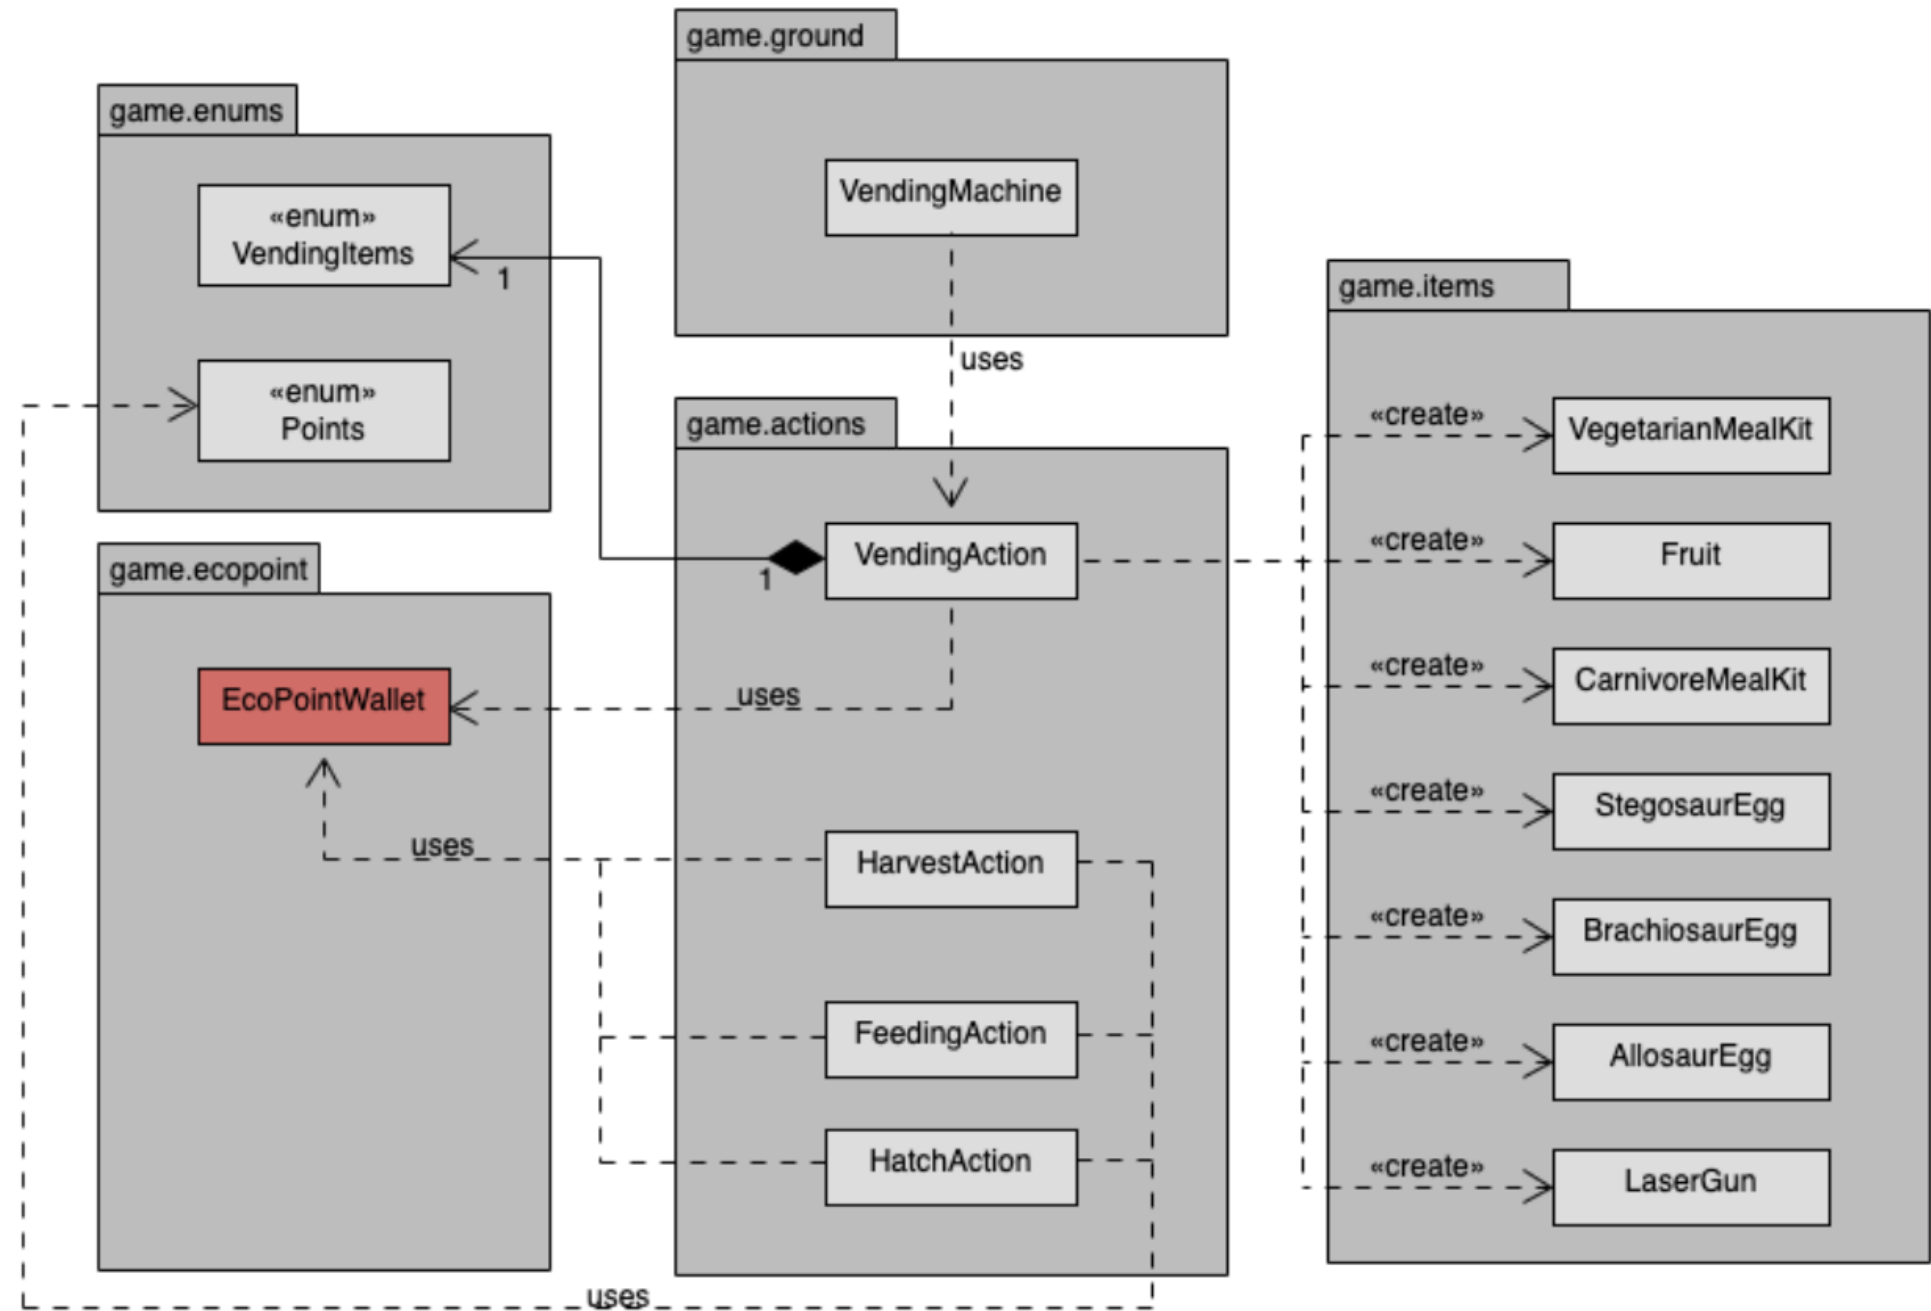 game.ground
game.enums
«enum»
VendingItems
1
VendingMachine
game.items
uses
«enum»
Points
game.actions
«create»
VegetarianMealKit
VendingAction
1
«create»
Fruit
game.ecopoint
EcoPointWallet
uses
«create»
CarnivoreMealKit
«create»
StegosaurEgg
uses
HarvestAction
«create»
BrachiosaurEgg
FeedingAction
«create»
AllosaurEgg
HatchAction
«create»
LaserGun
uses